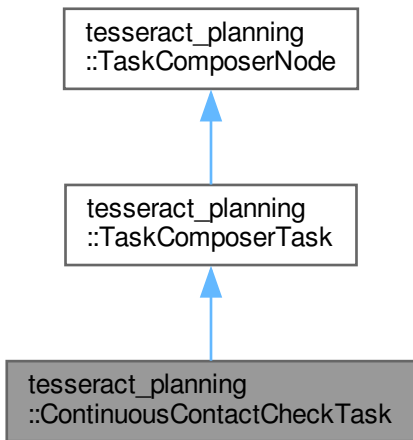 tesseract_planning
::TaskComposerNode
tesseract_planning
::TaskComposerTask
tesseract_planning
::ContinuousContactCheckTask